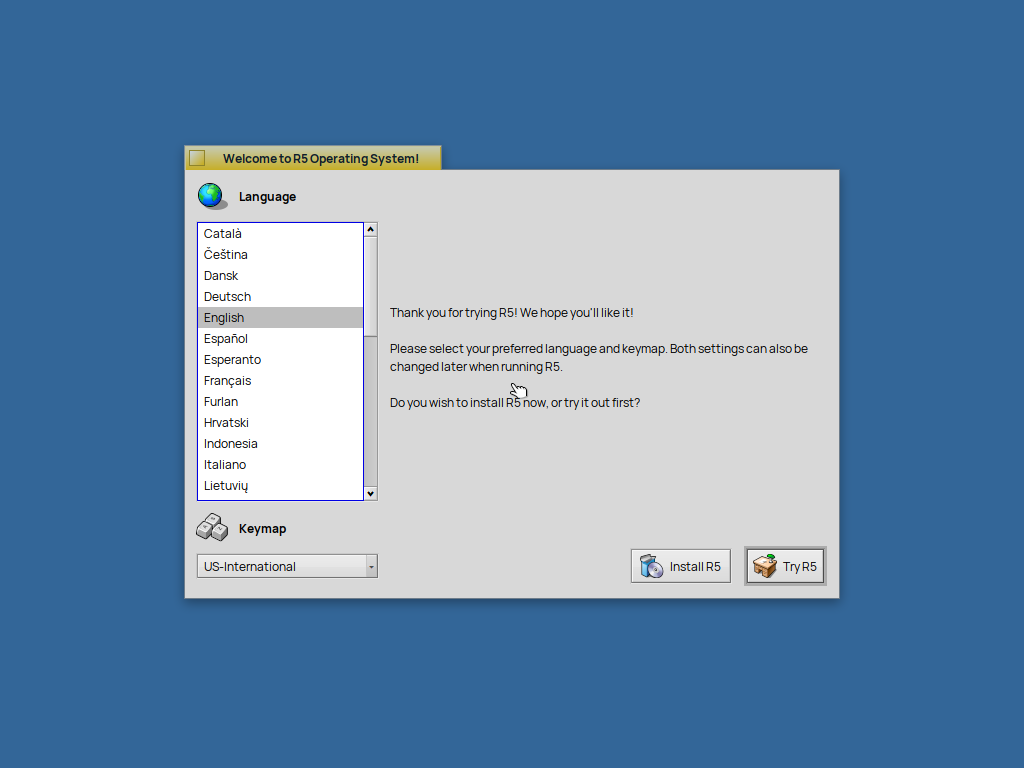 Welcome to R5 Operating System!
Language
Català
Čeština
Dansk
Deutsch
English
Español
Esperanto
Français
Furlan
Hrvatski
Indonesia
Italiano
Lietuvių
Thank you for trying R5! We hope you'll like it!
Please select your preferred language and keymap. Both settings can also be
changed later when running R5.
Do you wish to install R5 now, or try it out first?
Keymap
US-International
Install R5
Try R5